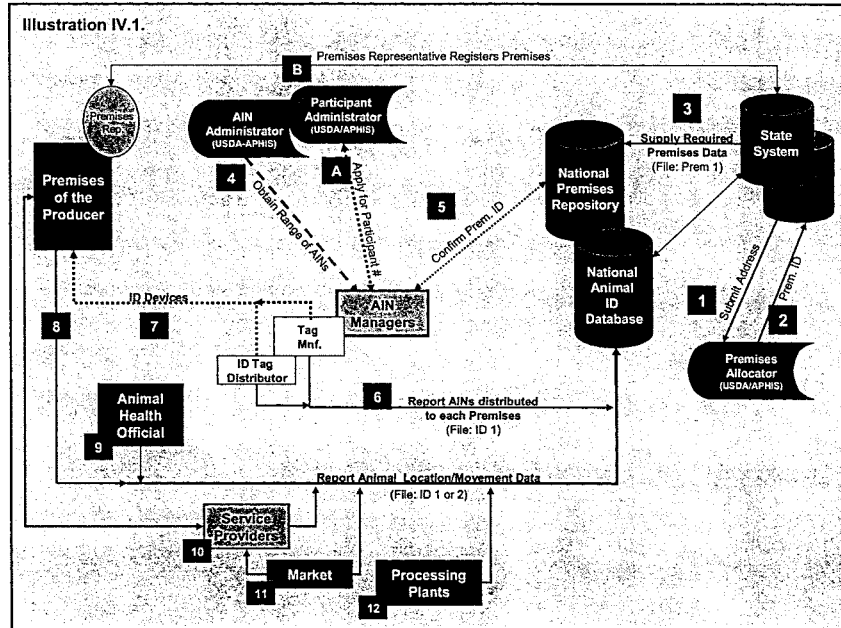 Illustration IV.1.
Premises Representative Registers Premises
B
Premises
Rep.
AIN
Administrator
(USDA-APHIS)
Participant
Administrator
(USDA/APHIS)
3
State
System
Supply Required
Premises Data
(File: Prem 1)
Premises
of the
Producer
4
A
Obtain Range of AINs
Apply for Participant #
5
Confirm Prem. ID
National
Premises
Repository
National
Animal ID
Database
1
Submit Address
Prem. ID
2
Premises
Allocator
(USDA/APHIS)
ID Devices
8
7
AIN
Managers
Tag
Mnf.
ID Tag
Distributor
6
Report AINs distributed
to each Premises
(File: ID 1)
Animal
Health
Official
9
Report Animal Location/Movement Data
(File: ID 1 or 2)
Service
Providers
10
Market
11
Processing
Plants
12